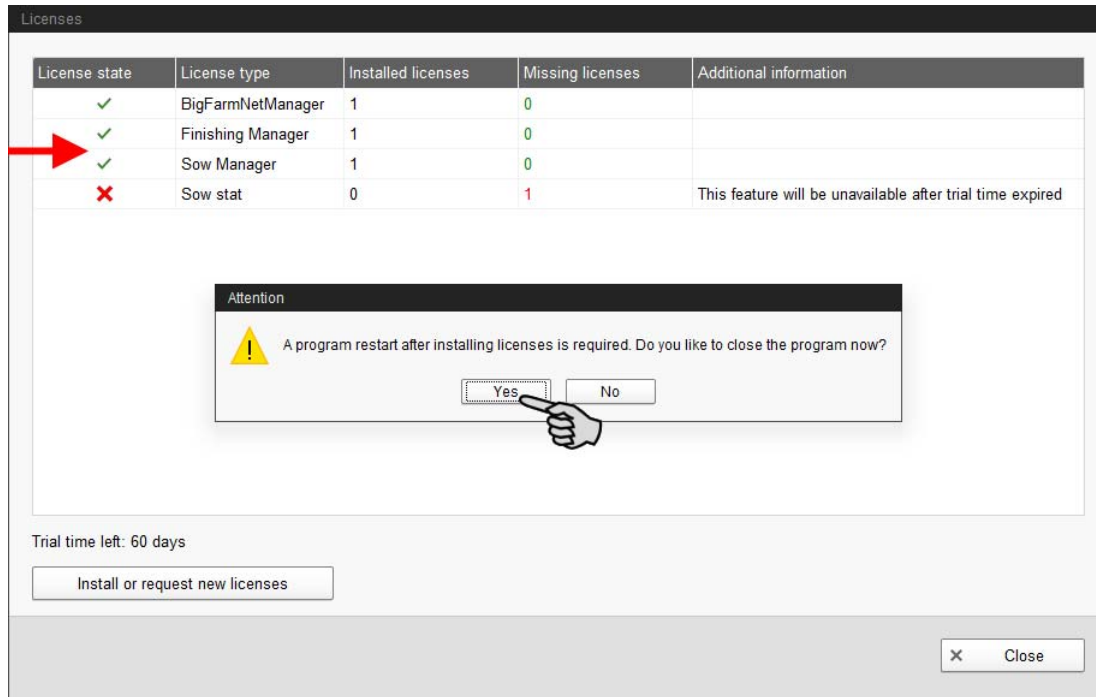 Licenses
License state License type Installed licenses Missing licenses Additional information
BigFarmNetManager 1 0
Finishing Manager 1 0
Sow Manager 1 0
Sow stat 0 1 This feature will be unavailable after trial time expired
Attention
A program restart after installing licenses is required. Do you like to close the program now?
Yes No
Trial time left: 60 days
Install or request new licenses
Close